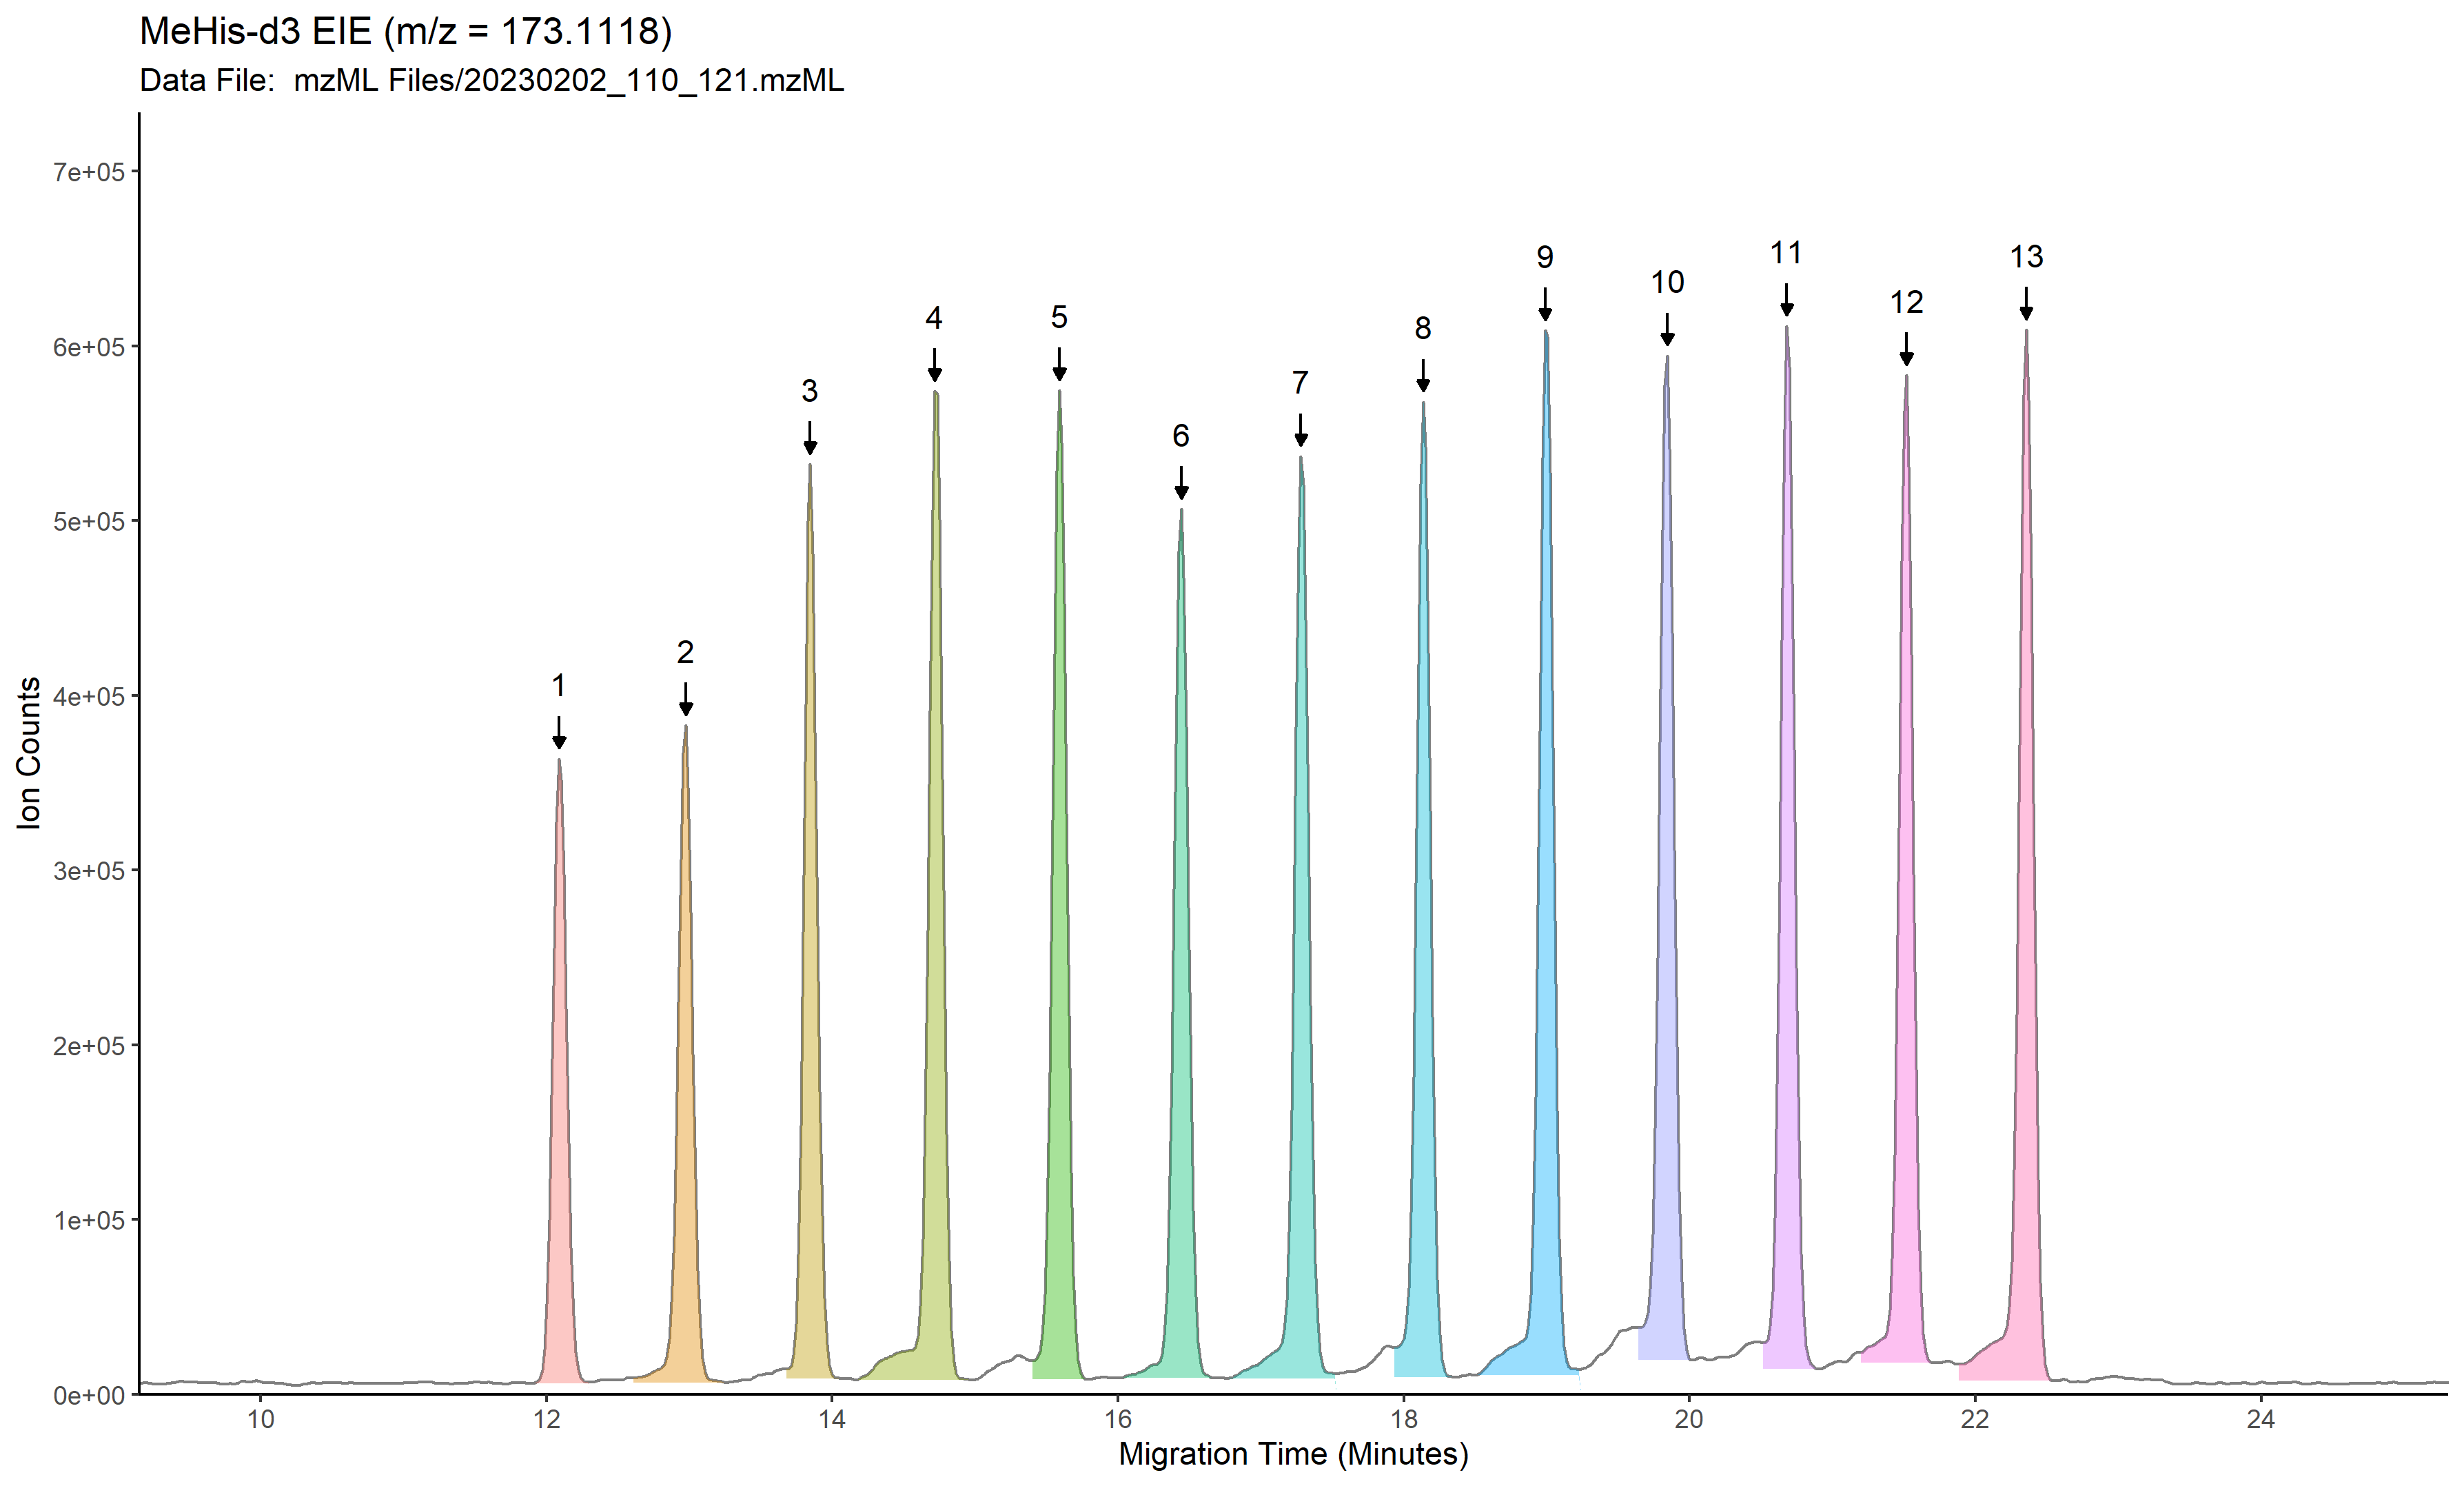 MeHis-d3 EIE (m/z = 173.1118)
Data File:  mzML Files/20230202_110_121.mzML
Ion Counts
7e+05
6e+05
5e+05
4e+05
3e+05
2e+05
1e+05
0e+00
1
2
3
4
5
6
7
8
9
10
11
12
13
10
12
14
16
18
20
22
24
Migration Time (Minutes)